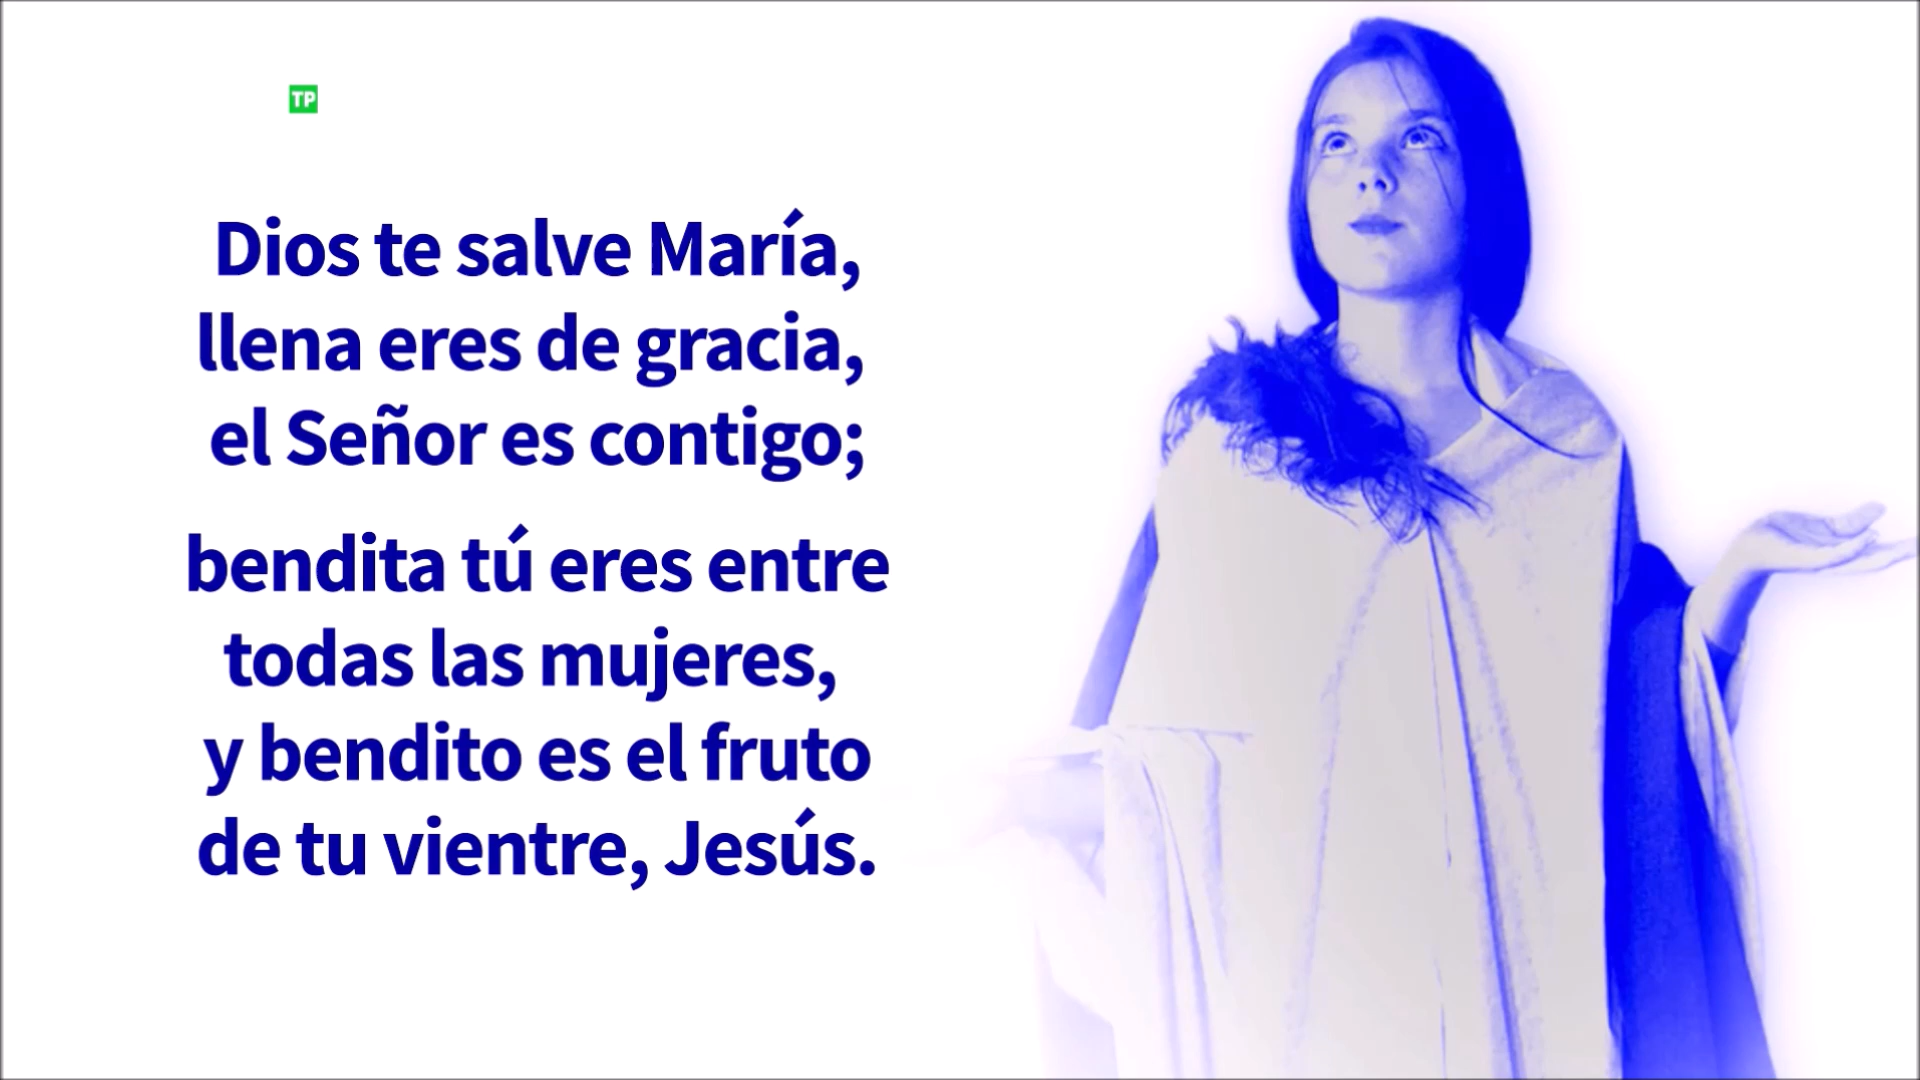 TP
Dios te salve María,
llena eres de gracia,
el Señor es contigo;
bendita tú eres entre
todas las mujeres,
y bendito es el fruto
de tu vientre, Jesús.